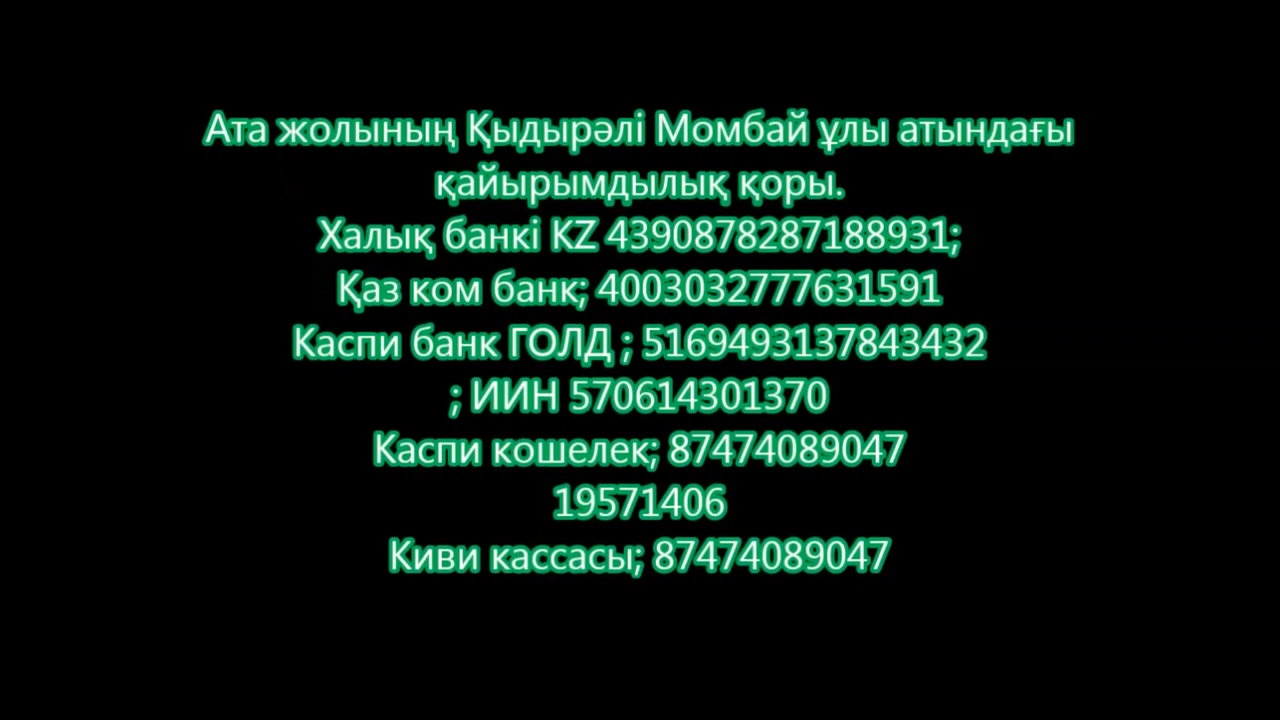 Ата жолының Қыдырәлі Момбай ұлы атындағы
қайырымдылық қоры.
Халық банкі KZ 4390878287188931;
Қаз ком банк; 4003032777631591
Каспи банк ГОЛД ; 5169493137843432
; ИИН 570614301370
Каспи кошелек; 87474089047
19571406
Киви кассасы; 87474089047